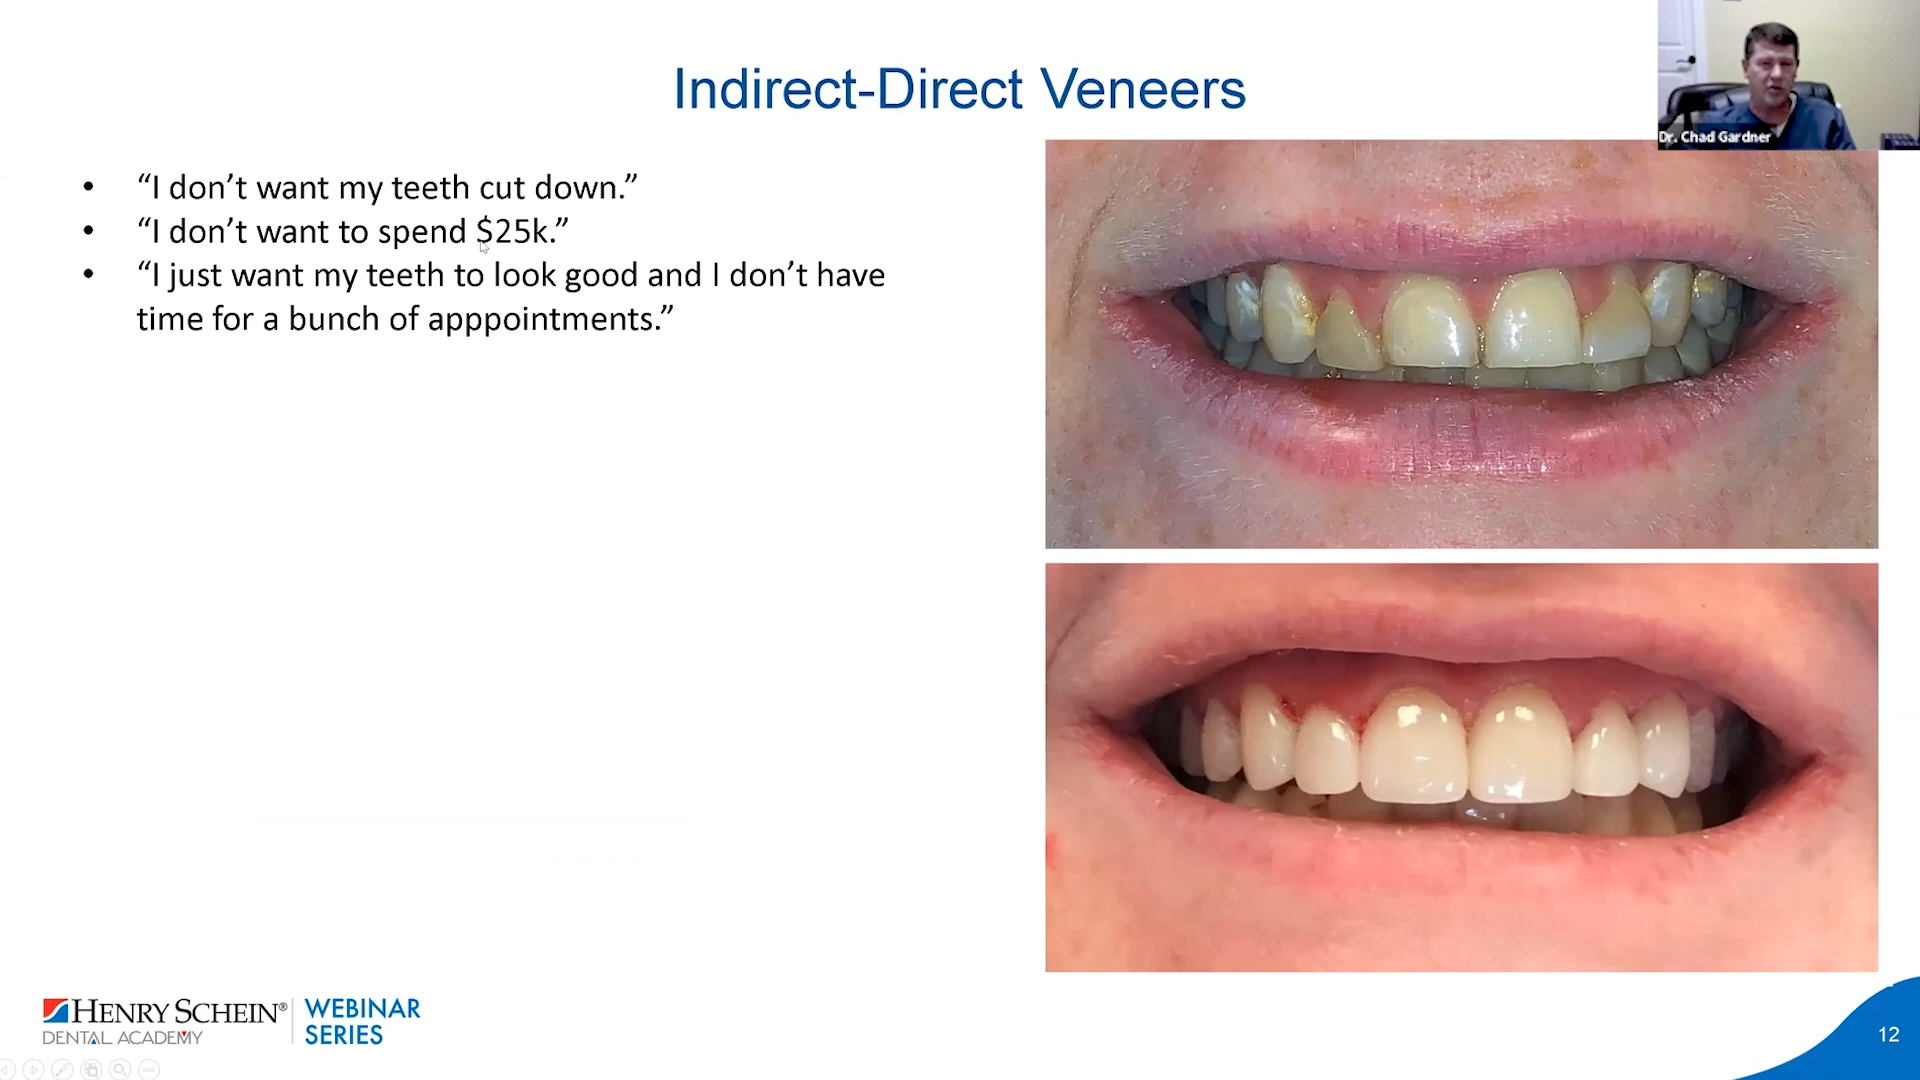 Indirect-Direct Veneers
Dr. Chad Gardner
• “I don’t want my teeth cut down.”
• “I don’t want to spend $25k.”
• “I just want my teeth to look good and I don’t have
time for a bunch of apppointments.”
HENRY SCHEIN®
DENTAL ACADEMY
WEBINAR
SERIES
12